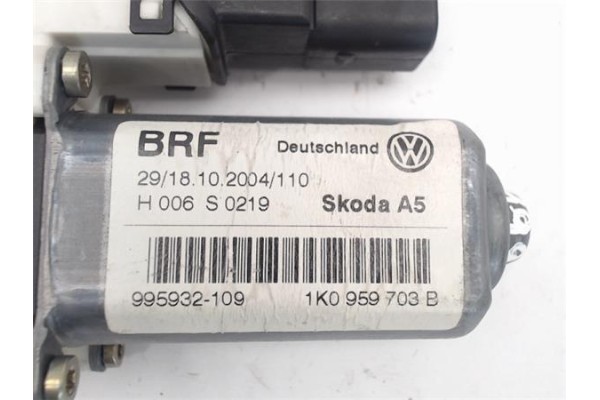 BRF Deutschland
29/18.10.2004/110
H 006 S 0219 Skoda A5
995932-109 1K0 959 703 B